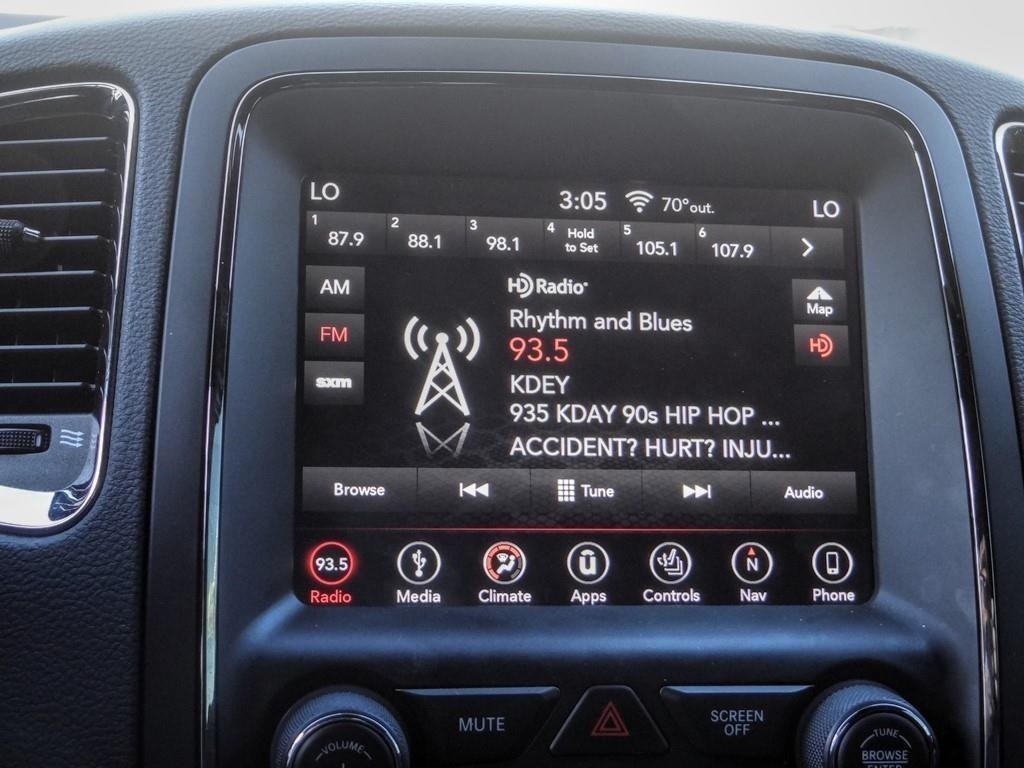 LO
3:05
70° out.
LO
1 87.9
2 88.1
3 98.1
4 Hold
to Set
5 105.1
6 107.9
AM
FM
sxm
HD Radio
Rhythm and Blues
93.5
KDEY
935 KDAY 90s HIP HOP ...
ACCIDENT? HURT? INJU...
Map
HD
Browse
Tune
Audio
93.5
Radio
Media
Climate
u
Apps
Controls
N
Nav
Phone
VOLUME
MUTE
SCREEN
OFF
TUNE
BROWSE
ENTER